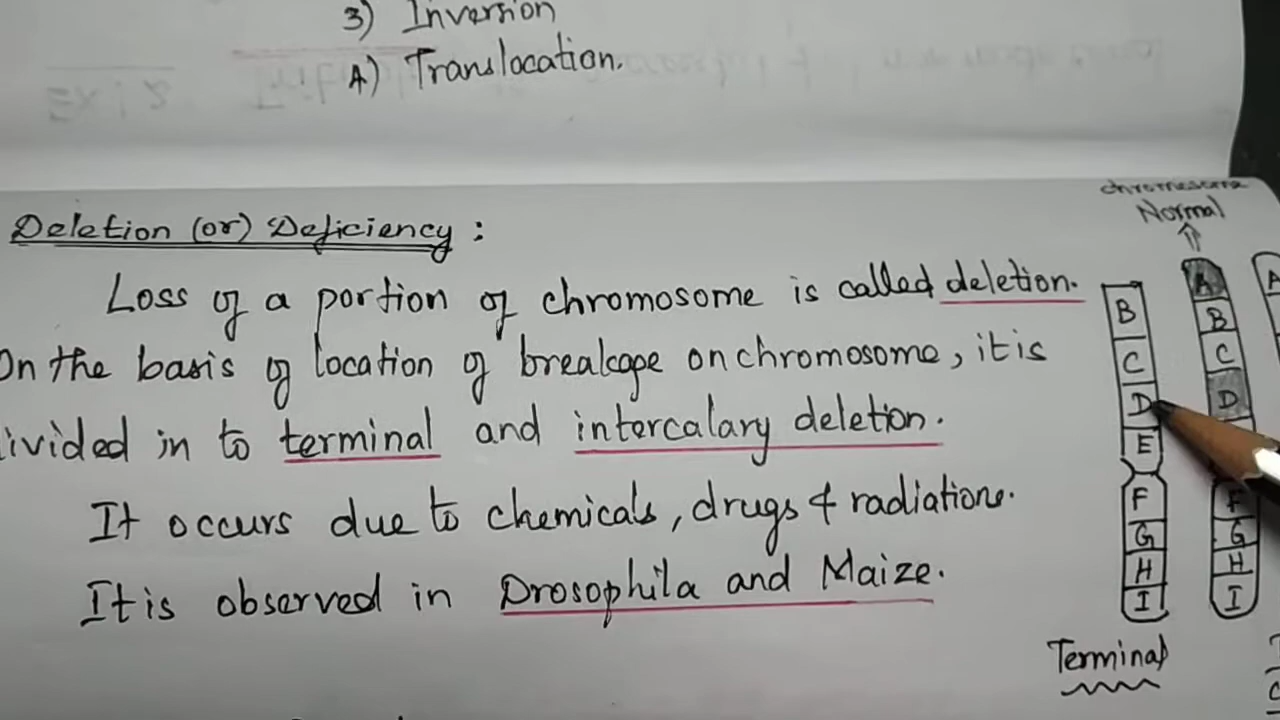 3) Inversion
4) Translocation.
Deletion (or) Deficiency :
Loss of a portion of chromosome is called deletion.
On the basis of location of breakage on chromosome, it is
ivided in to terminal and intercalary deletion.
It occurs due to chemicals, drugs & radiations.
It is observed in Drosophila and Maize.
chromosome
Normal
B
C
D
E
F
G
H
I
Terminal
A
B
C
D
F
G
H
I
A